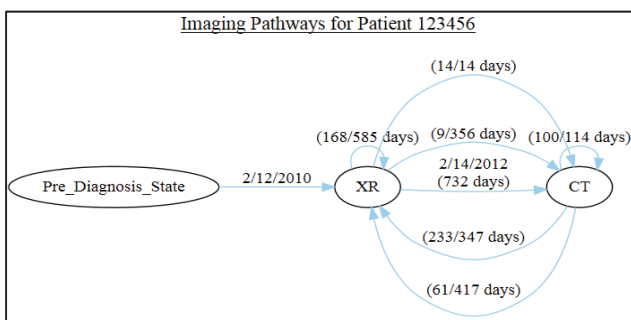 Imaging Pathways for Patient 123456
(14/14 days)
(168/585 days)
(9/356 days)
(100/114 days)
2/12/2010
2/14/2012
(732 days)
Pre_Diagnosis_State
XR
CT
(233/347 days)
(61/417 days)